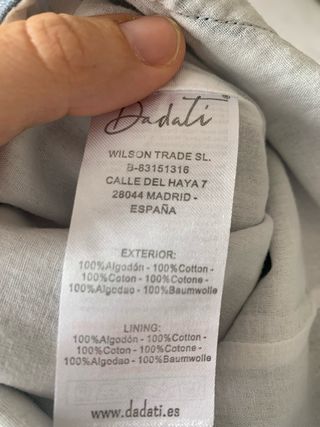 Dadati
WILSON TRADE SL.
B-83151316
CALLE DEL HAYA 7
28044 MADRID -
ESPAÑA
EXTERIOR:
100%Algodón - 100%Cotton -
100%Coton - 100%Cotone -
100%Algodao - 100%Baumwolle
LINING:
100%Algodón - 100%Cotton -
100%Coton - 100%Cotone -
100%Algodao - 100%Baumwolle
www.dadati.es